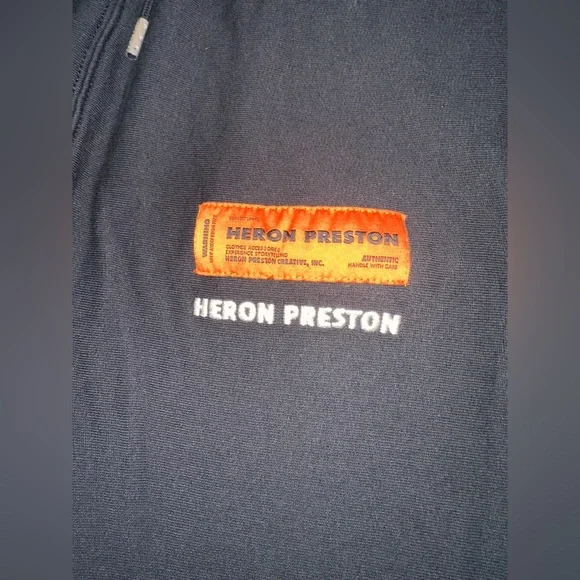 WARNING
HERON PRESTON
CLOTHES ACCESSORIES
EXPERIENCE STORYTELLING
HERON PRESTON CREATIVE, INC.
AUTHENTIC
HANDLE WITH CARE
HERON PRESTON